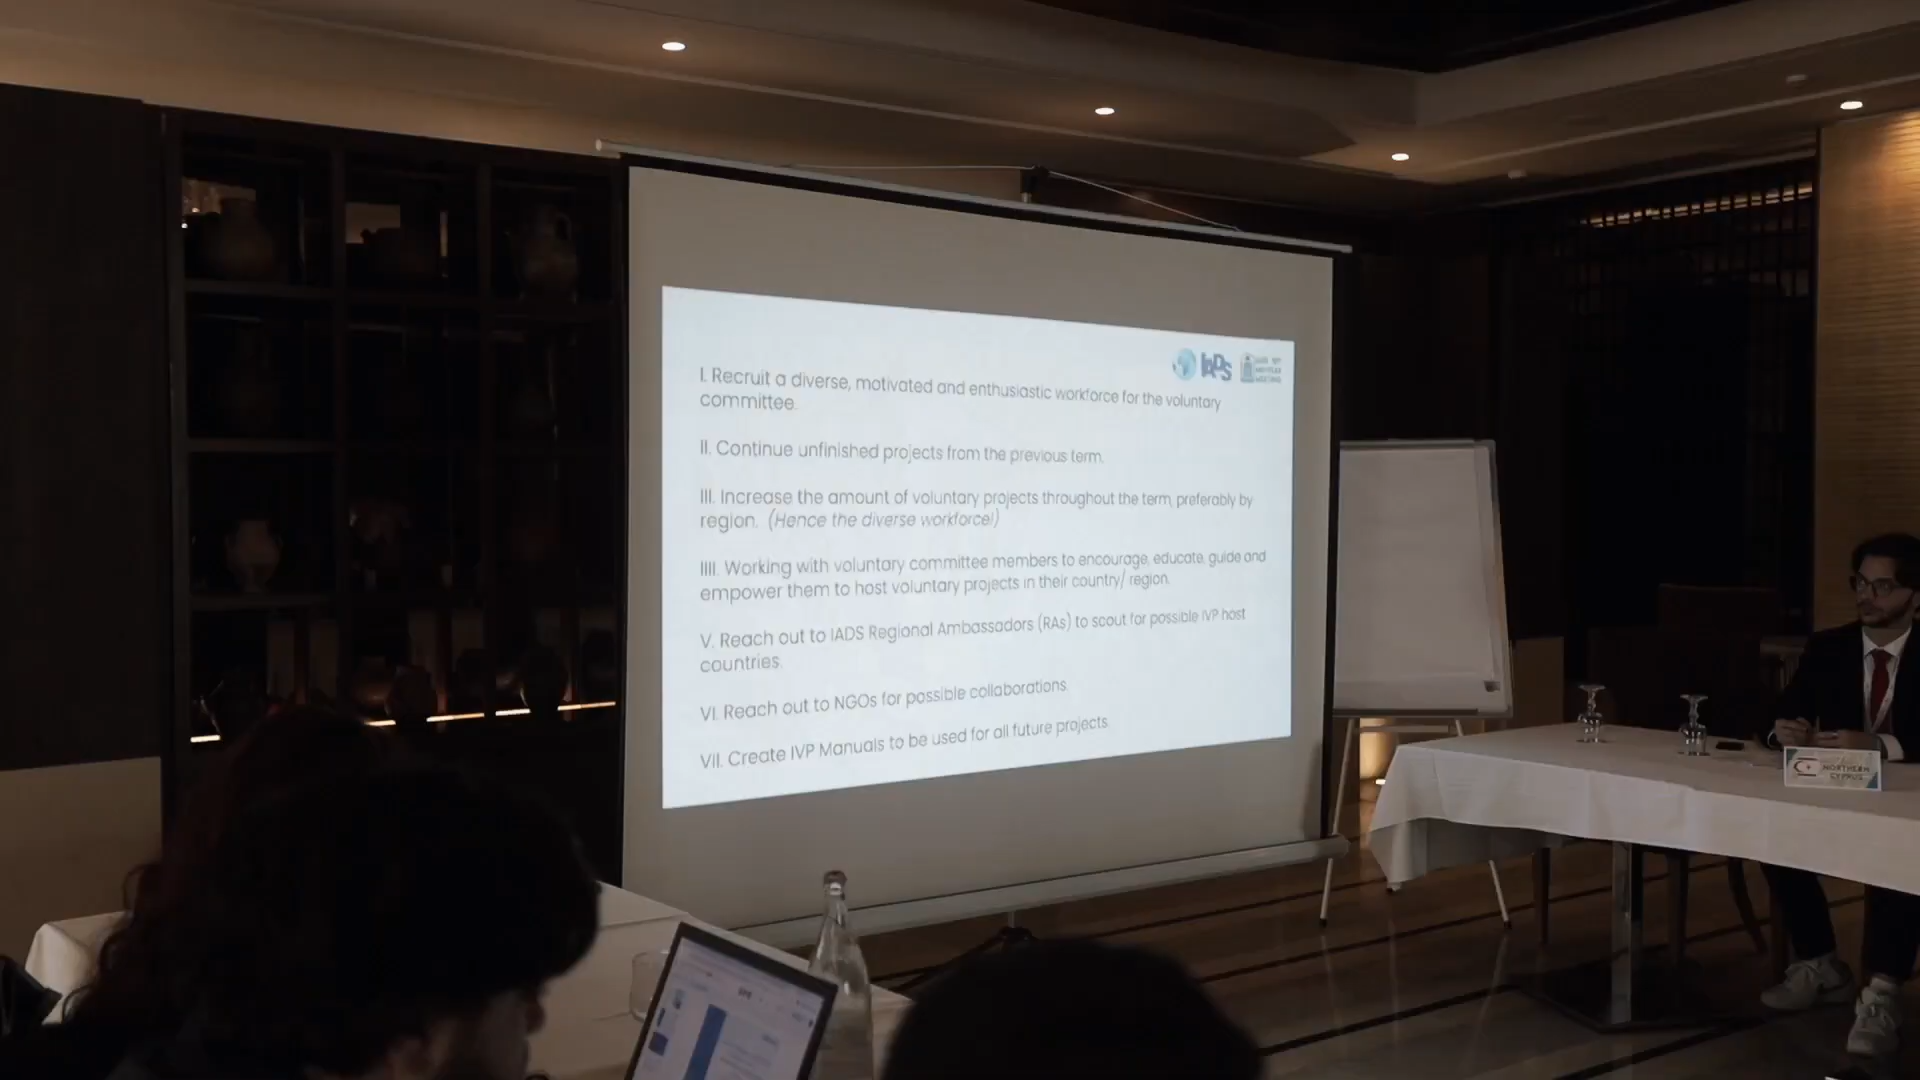 IADS
I. Recruit a diverse, motivated and enthusiastic workforce for the voluntary
committee.
II. Continue unfinished projects from the previous term.
III. Increase the amount of voluntary projects throughout the term, preferably by
region. (Hence the diverse workforce!)
IIII. Working with voluntary committee members to encourage, educate, guide and
empower them to host voluntary projects in their country/ region.
V. Reach out to IADS Regional Ambassadors (RAs) to scout for possible IVP host
countries.
VI. Reach out to NGOs for possible collaborations.
VII. Create IVP Manuals to be used for all future projects.
NORTHERN
CYPRUS